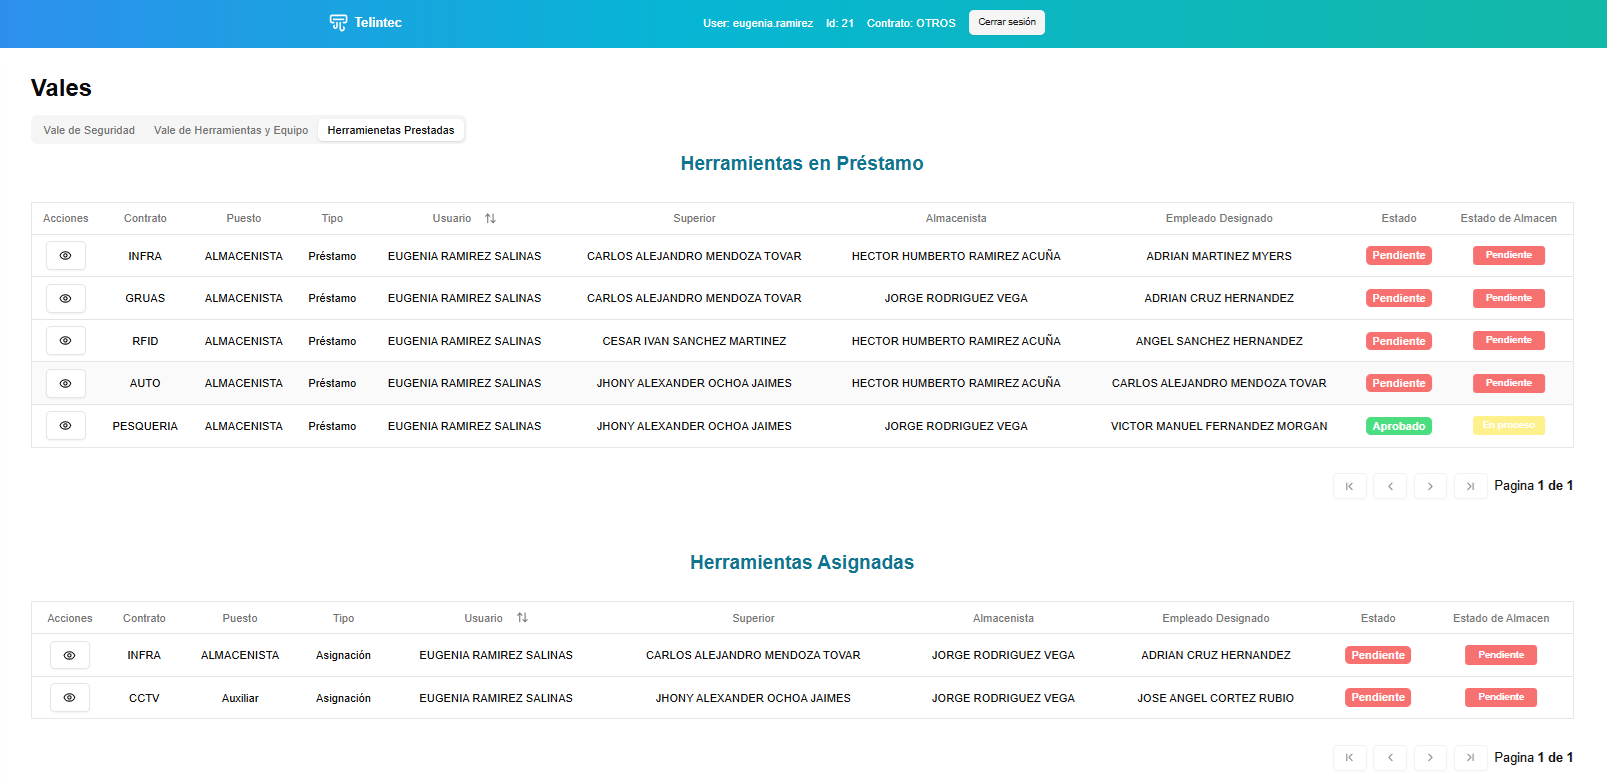 Telintec User: eugenia.ramirez Id: 21 Contrato: OTROS Cerrar sesión
Vales
Vale de Seguridad Vale de Herramientas y Equipo Herramienetas Prestadas
Herramientas en Préstamo
Acciones Contrato Puesto Tipo Usuario Superior Almacenista Empleado Designado Estado Estado de Almacen
INFRA ALMACENISTA Préstamo EUGENIA RAMIREZ SALINAS CARLOS ALEJANDRO MENDOZA TOVAR HECTOR HUMBERTO RAMIREZ ACUÑA ADRIAN MARTINEZ MYERS Pendiente Pendiente
GRUAS ALMACENISTA Préstamo EUGENIA RAMIREZ SALINAS CARLOS ALEJANDRO MENDOZA TOVAR JORGE RODRIGUEZ VEGA ADRIAN CRUZ HERNANDEZ Pendiente Pendiente
RFID ALMACENISTA Préstamo EUGENIA RAMIREZ SALINAS CESAR IVAN SANCHEZ MARTINEZ HECTOR HUMBERTO RAMIREZ ACUÑA ANGEL SANCHEZ HERNANDEZ Pendiente Pendiente
AUTO ALMACENISTA Préstamo EUGENIA RAMIREZ SALINAS JHONY ALEXANDER OCHOA JAIMES HECTOR HUMBERTO RAMIREZ ACUÑA CARLOS ALEJANDRO MENDOZA TOVAR Pendiente Pendiente
PESQUERIA ALMACENISTA Préstamo EUGENIA RAMIREZ SALINAS JHONY ALEXANDER OCHOA JAIMES JORGE RODRIGUEZ VEGA VICTOR MANUEL FERNANDEZ MORGAN Aprobado En proceso
Pagina 1 de 1
Herramientas Asignadas
Acciones Contrato Puesto Tipo Usuario Superior Almacenista Empleado Designado Estado Estado de Almacen
INFRA ALMACENISTA Asignación EUGENIA RAMIREZ SALINAS CARLOS ALEJANDRO MENDOZA TOVAR JORGE RODRIGUEZ VEGA ADRIAN CRUZ HERNANDEZ Pendiente Pendiente
CCTV Auxiliar Asignación EUGENIA RAMIREZ SALINAS JHONY ALEXANDER OCHOA JAIMES JORGE RODRIGUEZ VEGA JOSE ANGEL CORTEZ RUBIO Pendiente Pendiente
Pagina 1 de 1